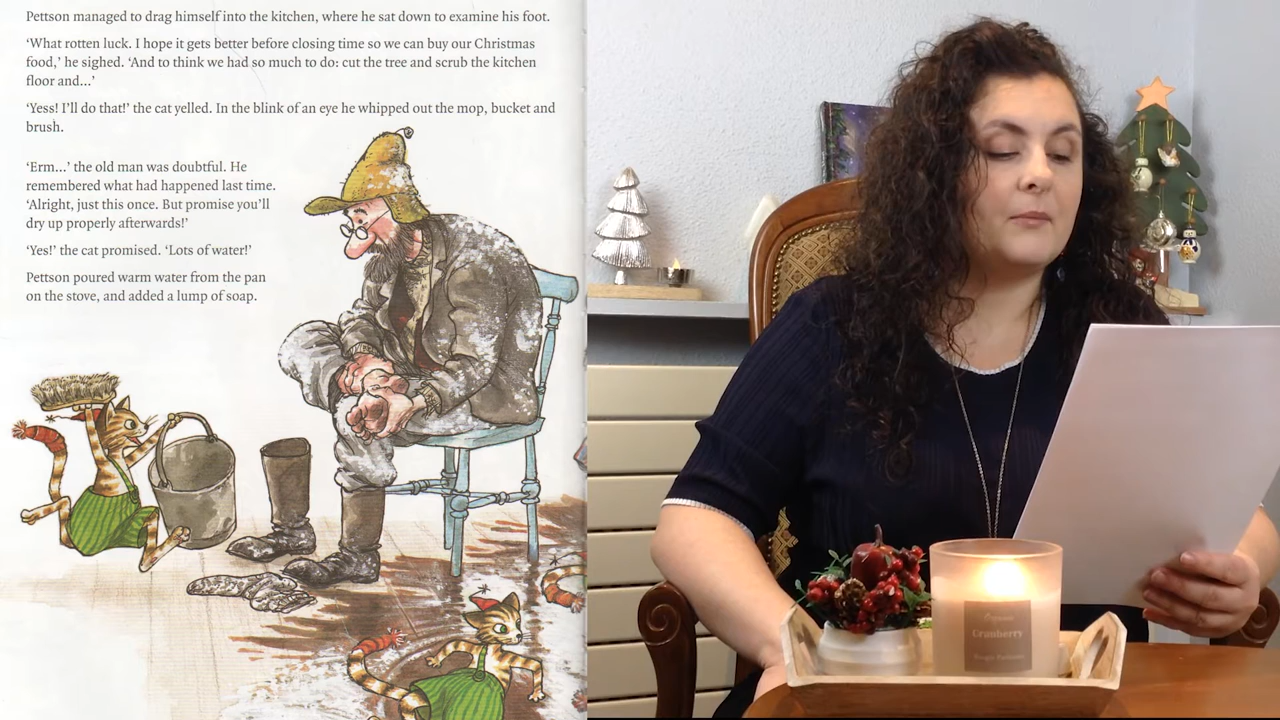 Pettson managed to drag himself into the kitchen, where he sat down to examine his foot.
‘What rotten luck. I hope it gets better before closing time so we can buy our Christmas
food,’ he sighed. ‘And to think we had so much to do: cut the tree and scrub the kitchen
floor and...’
‘Yess! I’ll do that!’ the cat yelled. In the blink of an eye he whipped out the mop, bucket and
brush.
‘Erm...’ the old man was doubtful. He
remembered what had happened last time.
‘Alright, just this once. But promise you’ll
dry up properly afterwards!’
‘Yes!’ the cat promised. ‘Lots of water!’
Pettson poured warm water from the pan
on the stove, and added a lump of soap.
Cranberry